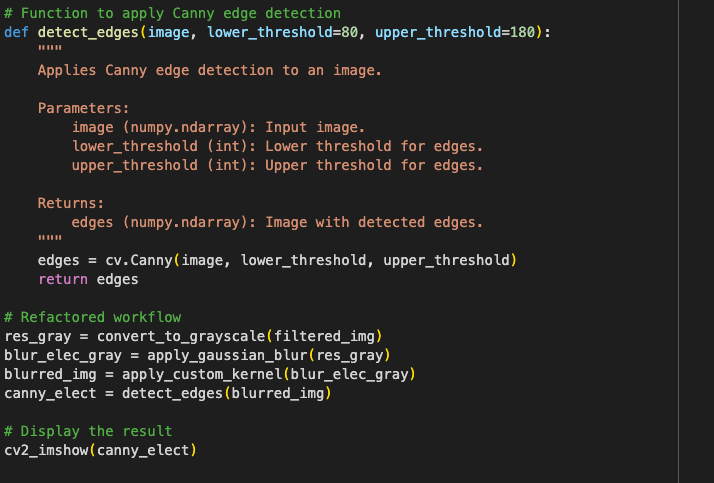 # Function to apply Canny edge detection
def detect_edges(image, lower_threshold=80, upper_threshold=180):
    """
    Applies Canny edge detection to an image.

    Parameters:
        image (numpy.ndarray): Input image.
        lower_threshold (int): Lower threshold for edges.
        upper_threshold (int): Upper threshold for edges.

    Returns:
        edges (numpy.ndarray): Image with detected edges.
    """
    edges = cv.Canny(image, lower_threshold, upper_threshold)
    return edges

# Refactored workflow
res_gray = convert_to_grayscale(filtered_img)
blur_elec_gray = apply_gaussian_blur(res_gray)
blurred_img = apply_custom_kernel(blur_elec_gray)
canny_elect = detect_edges(blurred_img)

# Display the result
cv2_imshow(canny_elect)